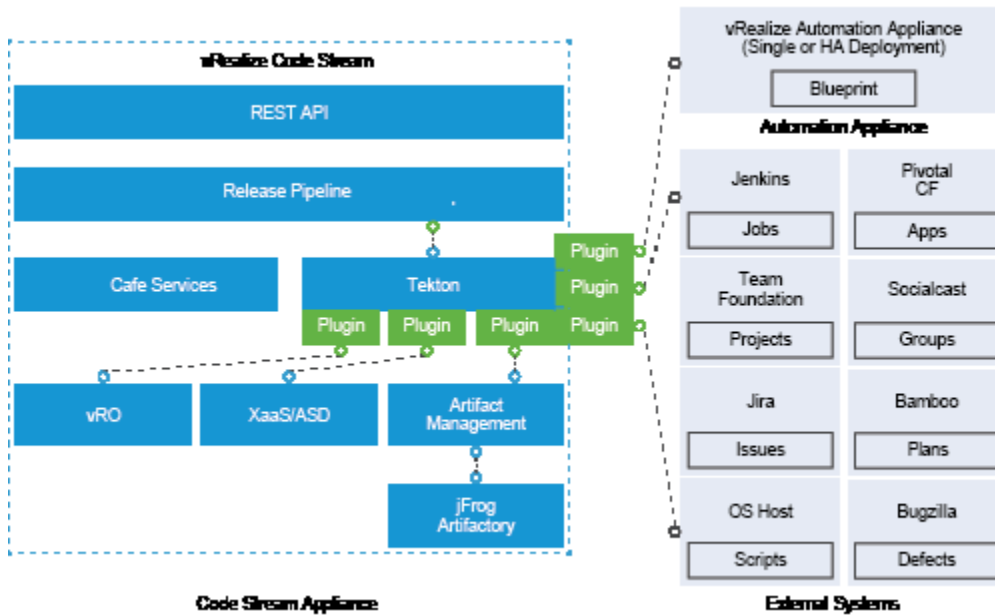 vRealize Code Stream
REST API
Release Pipeline
Cafe Services
Tekton
Plugin
Plugin
Plugin
Plugin
Plugin
Plugin
vRO
XaaS/ASD
Artifact
Management
jFrog
Artifactory
Code Stream Appliance
vRealize Automation Appliance
(Single or HA Deployment)
Blueprint
Automation Appliance
Jenkins
Jobs
Pivotal
CF
Apps
Team
Foundation
Projects
Socialcast
Groups
Jira
Issues
Bamboo
Plans
OS Host
Scripts
Bugzilla
Defects
External Systems